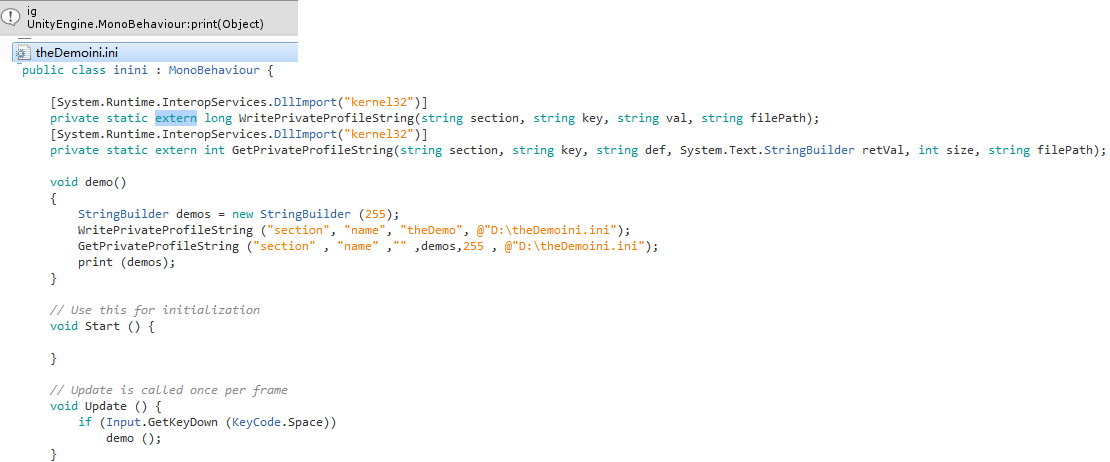 ig
UnityEngine.MonoBehaviour:print(Object)
theDemoini.ini
public class inini : MonoBehaviour {
[System.Runtime.InteropServices.DllImport("kernel32")]
private static extern long WritePrivateProfileString(string section, string key, string val, string filePath);
[System.Runtime.InteropServices.DllImport("kernel32")]
private static extern int GetPrivateProfileString(string section, string key, string def, System.Text.StringBuilder retVal, int size, string filePath);
void demo()
{
StringBuilder demos = new StringBuilder (255);
WritePrivateProfileString ("section", "name", "theDemo", @"D:\theDemoini.ini");
GetPrivateProfileString ("section" , "name" ,"" ,demos,255 , @"D:\theDemoini.ini");
print (demos);
}
// Use this for initialization
void Start () {
}
// Update is called once per frame
void Update () {
if (Input.GetKeyDown (KeyCode.Space))
demo ();
}